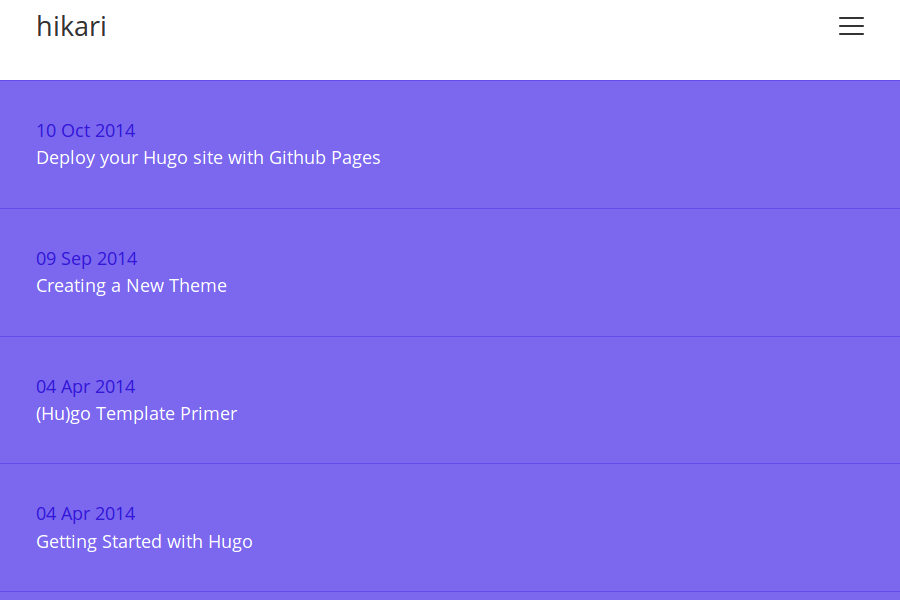 hikari
10 Oct 2014
Deploy your Hugo site with Github Pages
09 Sep 2014
Creating a New Theme
04 Apr 2014
(Hu)go Template Primer
04 Apr 2014
Getting Started with Hugo